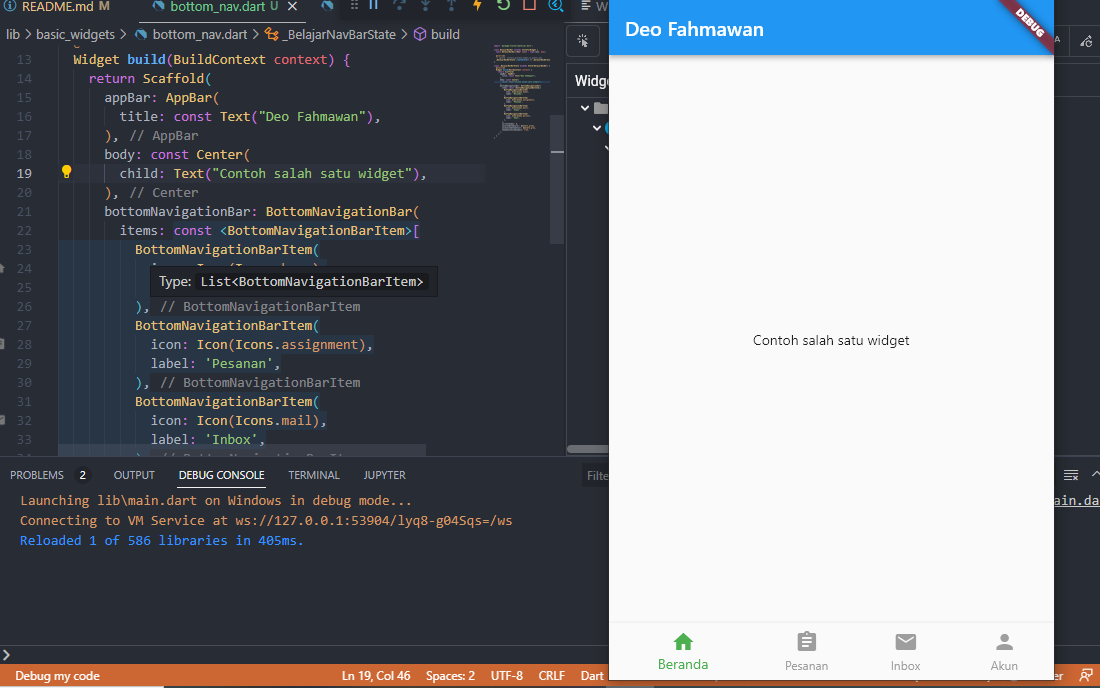 README.md M
bottom_nav.dart U
lib > basic_widgets > bottom_nav.dart > _BelajarNavBarState > build
13 Widget build(BuildContext context) {
14 return Scaffold(
15 appBar: AppBar(
16 title: const Text("Deo Fahmawan"),
17 ), // AppBar
18 body: const Center(
19 child: Text("Contoh salah satu widget"),
20 ), // Center
21 bottomNavigationBar: BottomNavigationBar(
22 items: const <BottomNavigationBarItem>[
23 BottomNavigationBarItem(
24
Type: List<BottomNavigationBarItem>
25
26 ), // BottomNavigationBarItem
27 BottomNavigationBarItem(
28 icon: Icon(Icons.assignment),
29 label: 'Pesanan',
30 ), // BottomNavigationBarItem
31 BottomNavigationBarItem(
32 icon: Icon(Icons.mail),
33 label: 'Inbox',
PROBLEMS 2 OUTPUT DEBUG CONSOLE TERMINAL JUPYTER
Filte
Launching lib\main.dart on Windows in debug mode...
Connecting to VM Service at ws://127.0.0.1:53904/lyq8-g04Sqs=/ws
Reloaded 1 of 586 libraries in 405ms.
Debug my code
Ln 19, Col 46 Spaces: 2 UTF-8 CRLF Dart
Widge
Deo Fahmawan
DEBUG
Contoh salah satu widget
Beranda
Pesanan
Inbox
Akun
ain.da